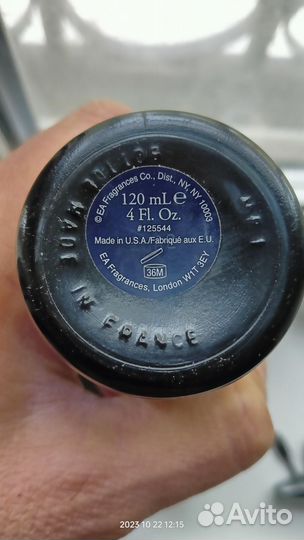 ©EA Fragrances Co., Dist., NY, NY 10003
120 mL e
4 Fl. Oz.
#125544
Made in U.S.A./Fabriqué aux E.U.
36M
EA Fragrances, London W1T 3EY
IN FRANCE
2023 10 22 12:15
Avito